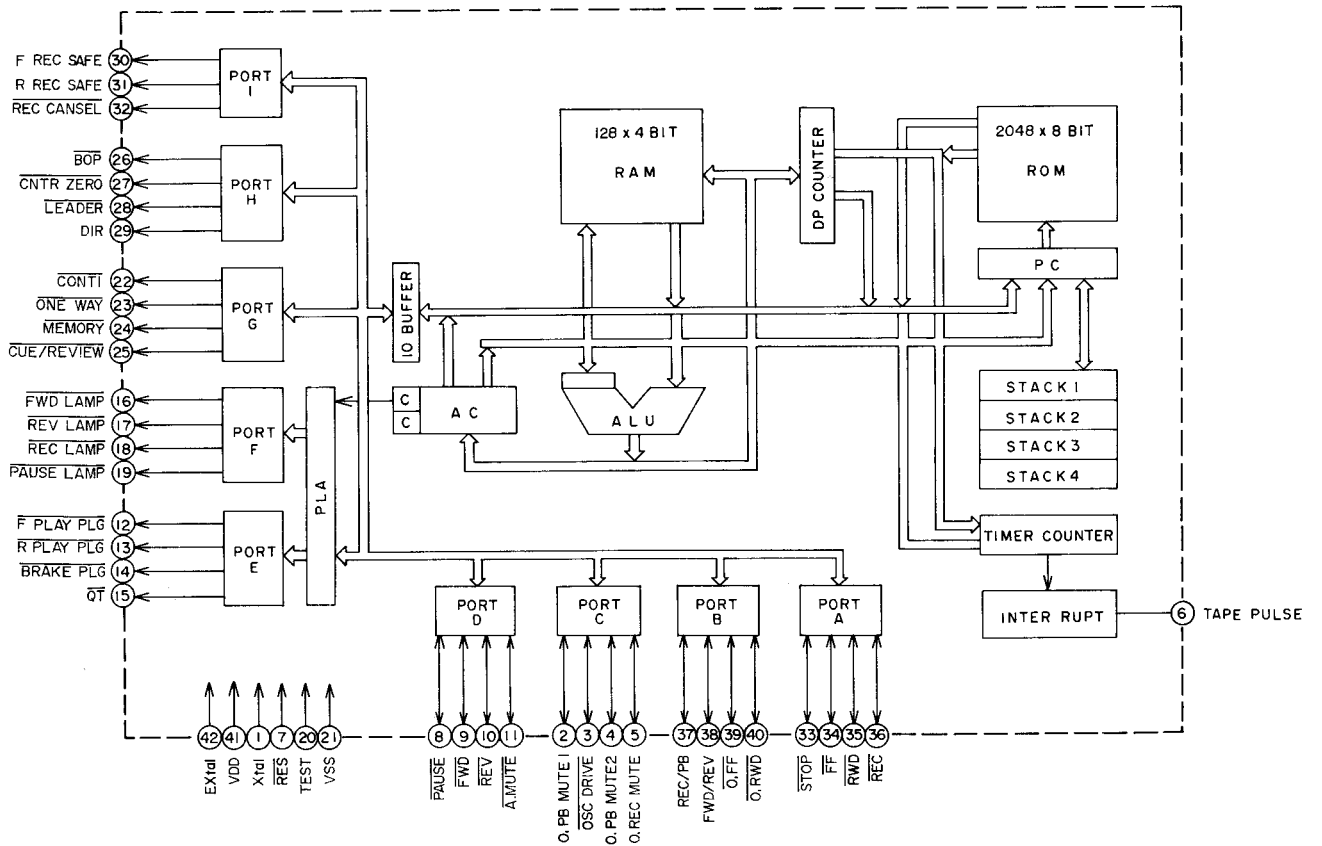 F REC SAFE 30
R REC SAFE 31
REC CANSEL 32
PORT
I
BOP 26
CNTR ZERO 27
LEADER 28
DIR 29
PORT
H
CONTI 22
ONE WAY 23
MEMORY 24
CUE/REVIEW 25
PORT
G
FWD LAMP 16
REV LAMP 17
REC LAMP 18
PAUSE LAMP 19
PORT
F
F PLAY PLG 12
R PLAY PLG 13
BRAKE PLG 14
QT 15
PORT
E
PLA
IO BUFFER
C
C
AC
128 x 4 BIT
RAM
ALU
DP COUNTER
2048 x 8 BIT
ROM
PC
STACK 1
STACK 2
STACK 3
STACK 4
TIMER COUNTER
INTER RUPT
6 TAPE PULSE
PORT
D
PORT
C
PORT
B
PORT
A
42 EXtal
41 VDD
1 Xtal
7 RES
20 TEST
21 VSS
8 PAUSE
9 FWD
10 REV
11 A.MUTE
2 O.PB MUTE 1
3 OSC DRIVE
4 O.PB MUTE2
5 O.REC MUTE
37 REC/PB
38 FWD/REV
39 O.FF
40 O.RWD
33 STOP
34 FF
35 RWD
36 REC